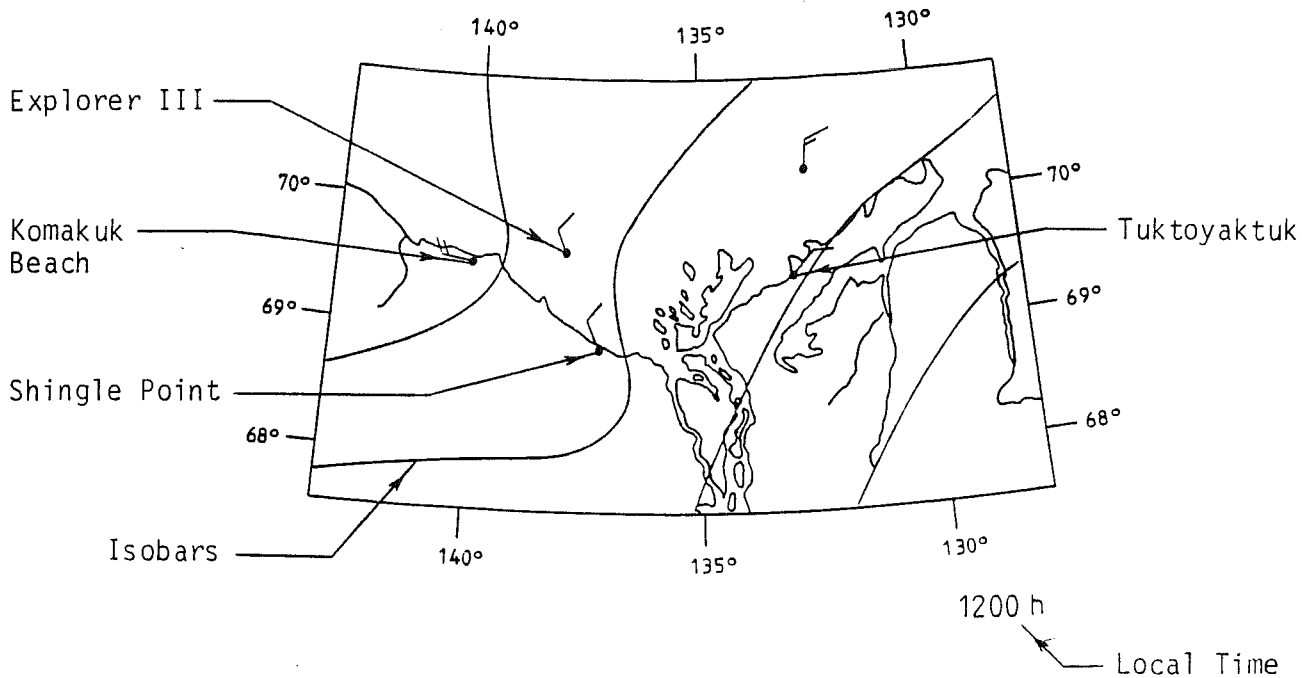 140°
135°
130°
Explorer III
70°
70°
Komakuk
Beach
Tuktoyaktuk
69°
69°
Shingle Point
68°
68°
Isobars
140°
135°
130°
1200 h
Local Time